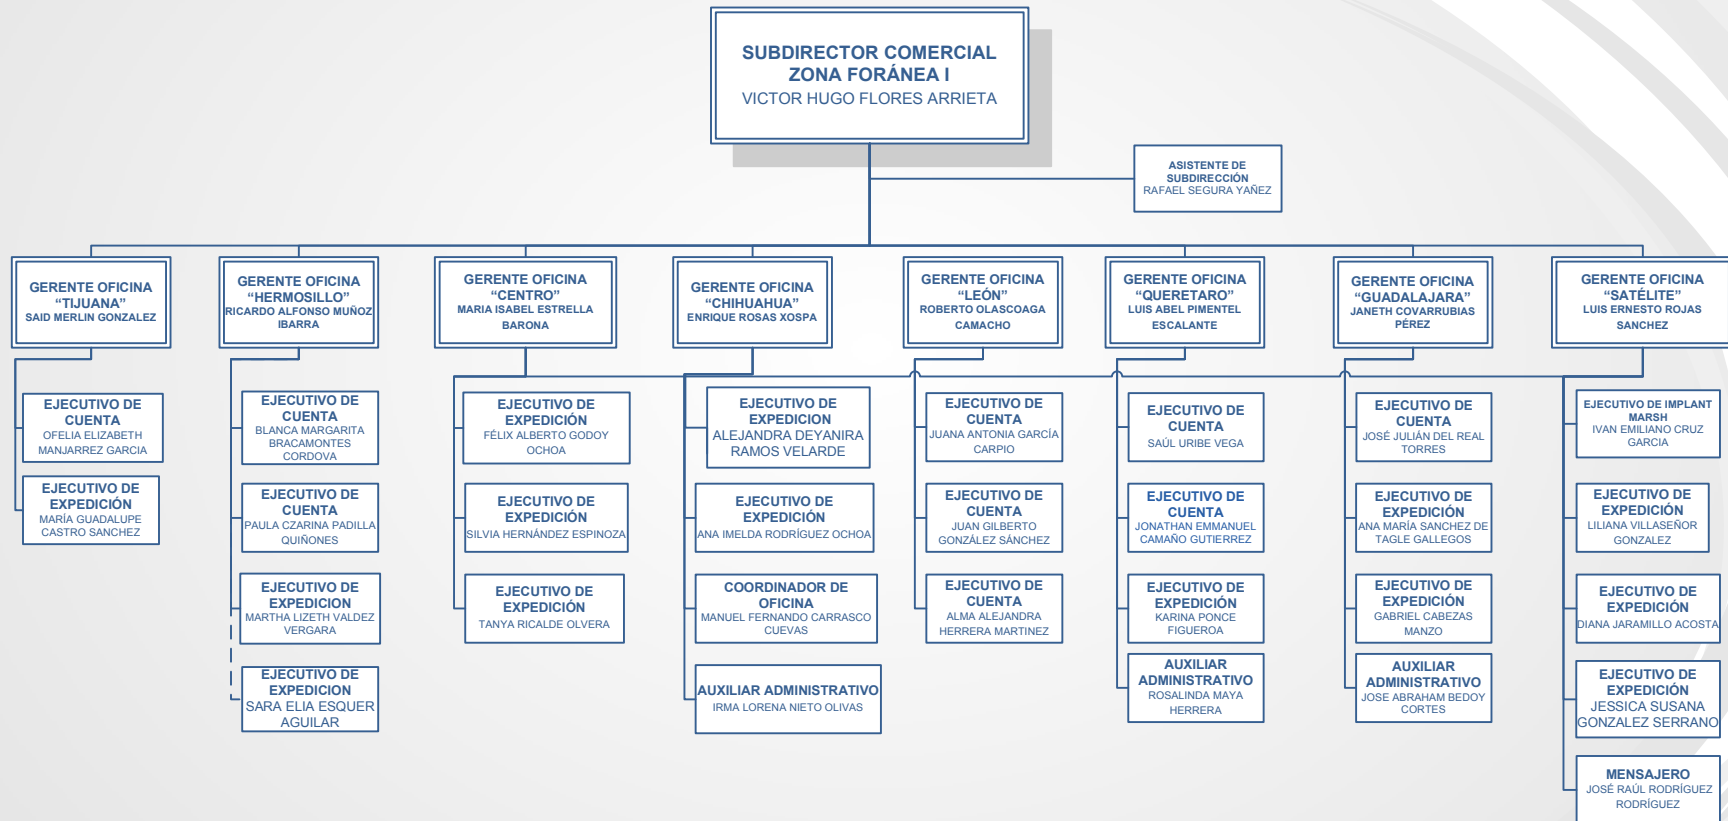 SUBDIRECTOR COMERCIAL
ZONA FORÁNEA I
VICTOR HUGO FLORES ARRIETA
ASISTENTE DE
SUBDIRECCIÓN
RAFAEL SEGURA YAÑEZ
GERENTE OFICINA
“TIJUANA”
SAID MERLIN GONZALEZ
GERENTE OFICINA
“HERMOSILLO”
RICARDO ALFONSO MUÑOZ
IBARRA
GERENTE OFICINA
“CENTRO”
MARIA ISABEL ESTRELLA
BARONA
GERENTE OFICINA
“CHIHUAHUA”
ENRIQUE ROSAS XOSPA
GERENTE OFICINA
“LEÓN”
ROBERTO OLASCOAGA
CAMACHO
GERENTE OFICINA
“QUERETARO”
LUIS ABEL PIMENTEL
ESCALANTE
GERENTE OFICINA
“GUADALAJARA”
JANETH COVARRUBIAS
PÉREZ
GERENTE OFICINA
“SATÉLITE”
LUIS ERNESTO ROJAS
SANCHEZ
EJECUTIVO DE
CUENTA
OFELIA ELIZABETH
MANJARREZ GARCIA
EJECUTIVO DE
EXPEDICIÓN
MARÍA GUADALUPE
CASTRO SANCHEZ
EJECUTIVO DE
CUENTA
BLANCA MARGARITA
BRACAMONTES
CORDOVA
EJECUTIVO DE
CUENTA
PAULA CZARINA PADILLA
QUIÑONES
EJECUTIVO DE
EXPEDICION
MARTHA LIZETH VALDEZ
VERGARA
EJECUTIVO DE
EXPEDICION
SARA ELIA ESQUER
AGUILAR
EJECUTIVO DE
EXPEDICIÓN
FÉLIX ALBERTO GODOY
OCHOA
EJECUTIVO DE
EXPEDICIÓN
SILVIA HERNÁNDEZ ESPINOZA
EJECUTIVO DE
EXPEDICIÓN
TANYA RICALDE OLVERA
EJECUTIVO DE
EXPEDICION
ALEJANDRA DEYANIRA
RAMOS VELARDE
EJECUTIVO DE
EXPEDICIÓN
ANA IMELDA RODRÍGUEZ OCHOA
COORDINADOR DE
OFICINA
MANUEL FERNANDO CARRASCO
CUEVAS
AUXILIAR ADMINISTRATIVO
IRMA LORENA NIETO OLIVAS
EJECUTIVO DE
CUENTA
JUANA ANTONIA GARCÍA
CARPIO
EJECUTIVO DE
CUENTA
JUAN GILBERTO
GONZÁLEZ SÁNCHEZ
EJECUTIVO DE
CUENTA
ALMA ALEJANDRA
HERRERA MARTINEZ
EJECUTIVO DE
CUENTA
SAÚL URIBE VEGA
EJECUTIVO DE
CUENTA
JONATHAN EMMANUEL
CAMAÑO GUTIERREZ
EJECUTIVO DE
EXPEDICIÓN
KARINA PONCE
FIGUEROA
AUXILIAR
ADMINISTRATIVO
ROSALINDA MAYA
HERRERA
EJECUTIVO DE
CUENTA
JOSÉ JULIÁN DEL REAL
TORRES
EJECUTIVO DE
EXPEDICIÓN
ANA MARÍA SANCHEZ DE
TAGLE GALLEGOS
EJECUTIVO DE
EXPEDICIÓN
GABRIEL CABEZAS
MANZO
AUXILIAR
ADMINISTRATIVO
JOSE ABRAHAM BEDOY
CORTES
EJECUTIVO DE IMPLANT
MARSH
IVAN EMILIANO CRUZ
GARCIA
EJECUTIVO DE
EXPEDICIÓN
LILIANA VILLASEÑOR
GONZALEZ
EJECUTIVO DE
EXPEDICIÓN
DIANA JARAMILLO ACOSTA
EJECUTIVO DE
EXPEDICIÓN
JESSICA SUSANA
GONZALEZ SERRANO
MENSAJERO
JOSÉ RAÚL RODRÍGUEZ
RODRÍGUEZ